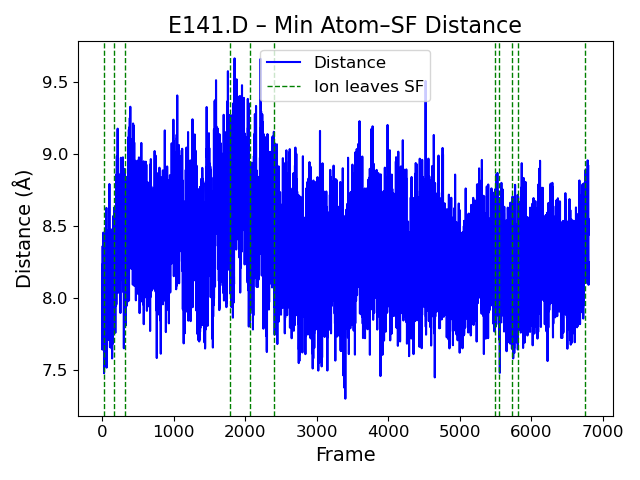 E141.D – Min Atom–SF Distance
Distance
Ion leaves SF
Distance (Å)
9.5
9.0
8.5
8.0
7.5
0 1000 2000 3000 4000 5000 6000 7000
Frame